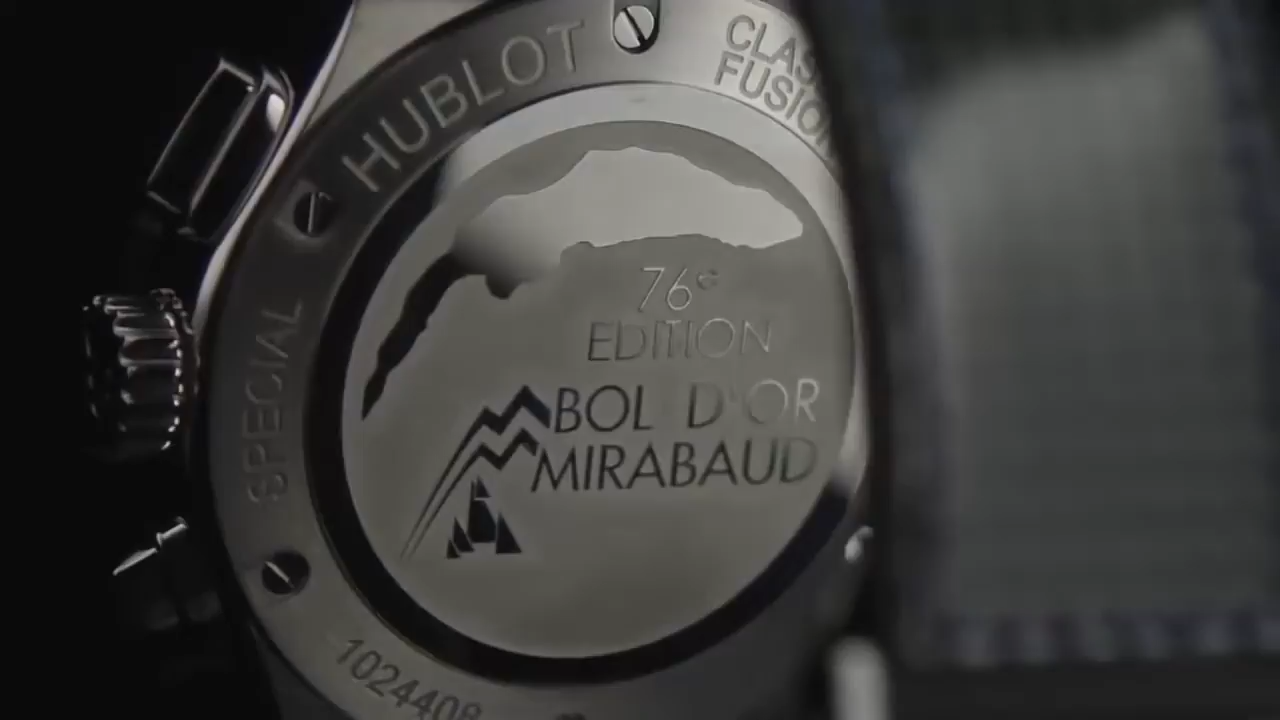 HUBLOT
CLASSIC
FUSION
SPECIAL
76e
EDITION
BOL D'OR
MIRABAUD
1024408